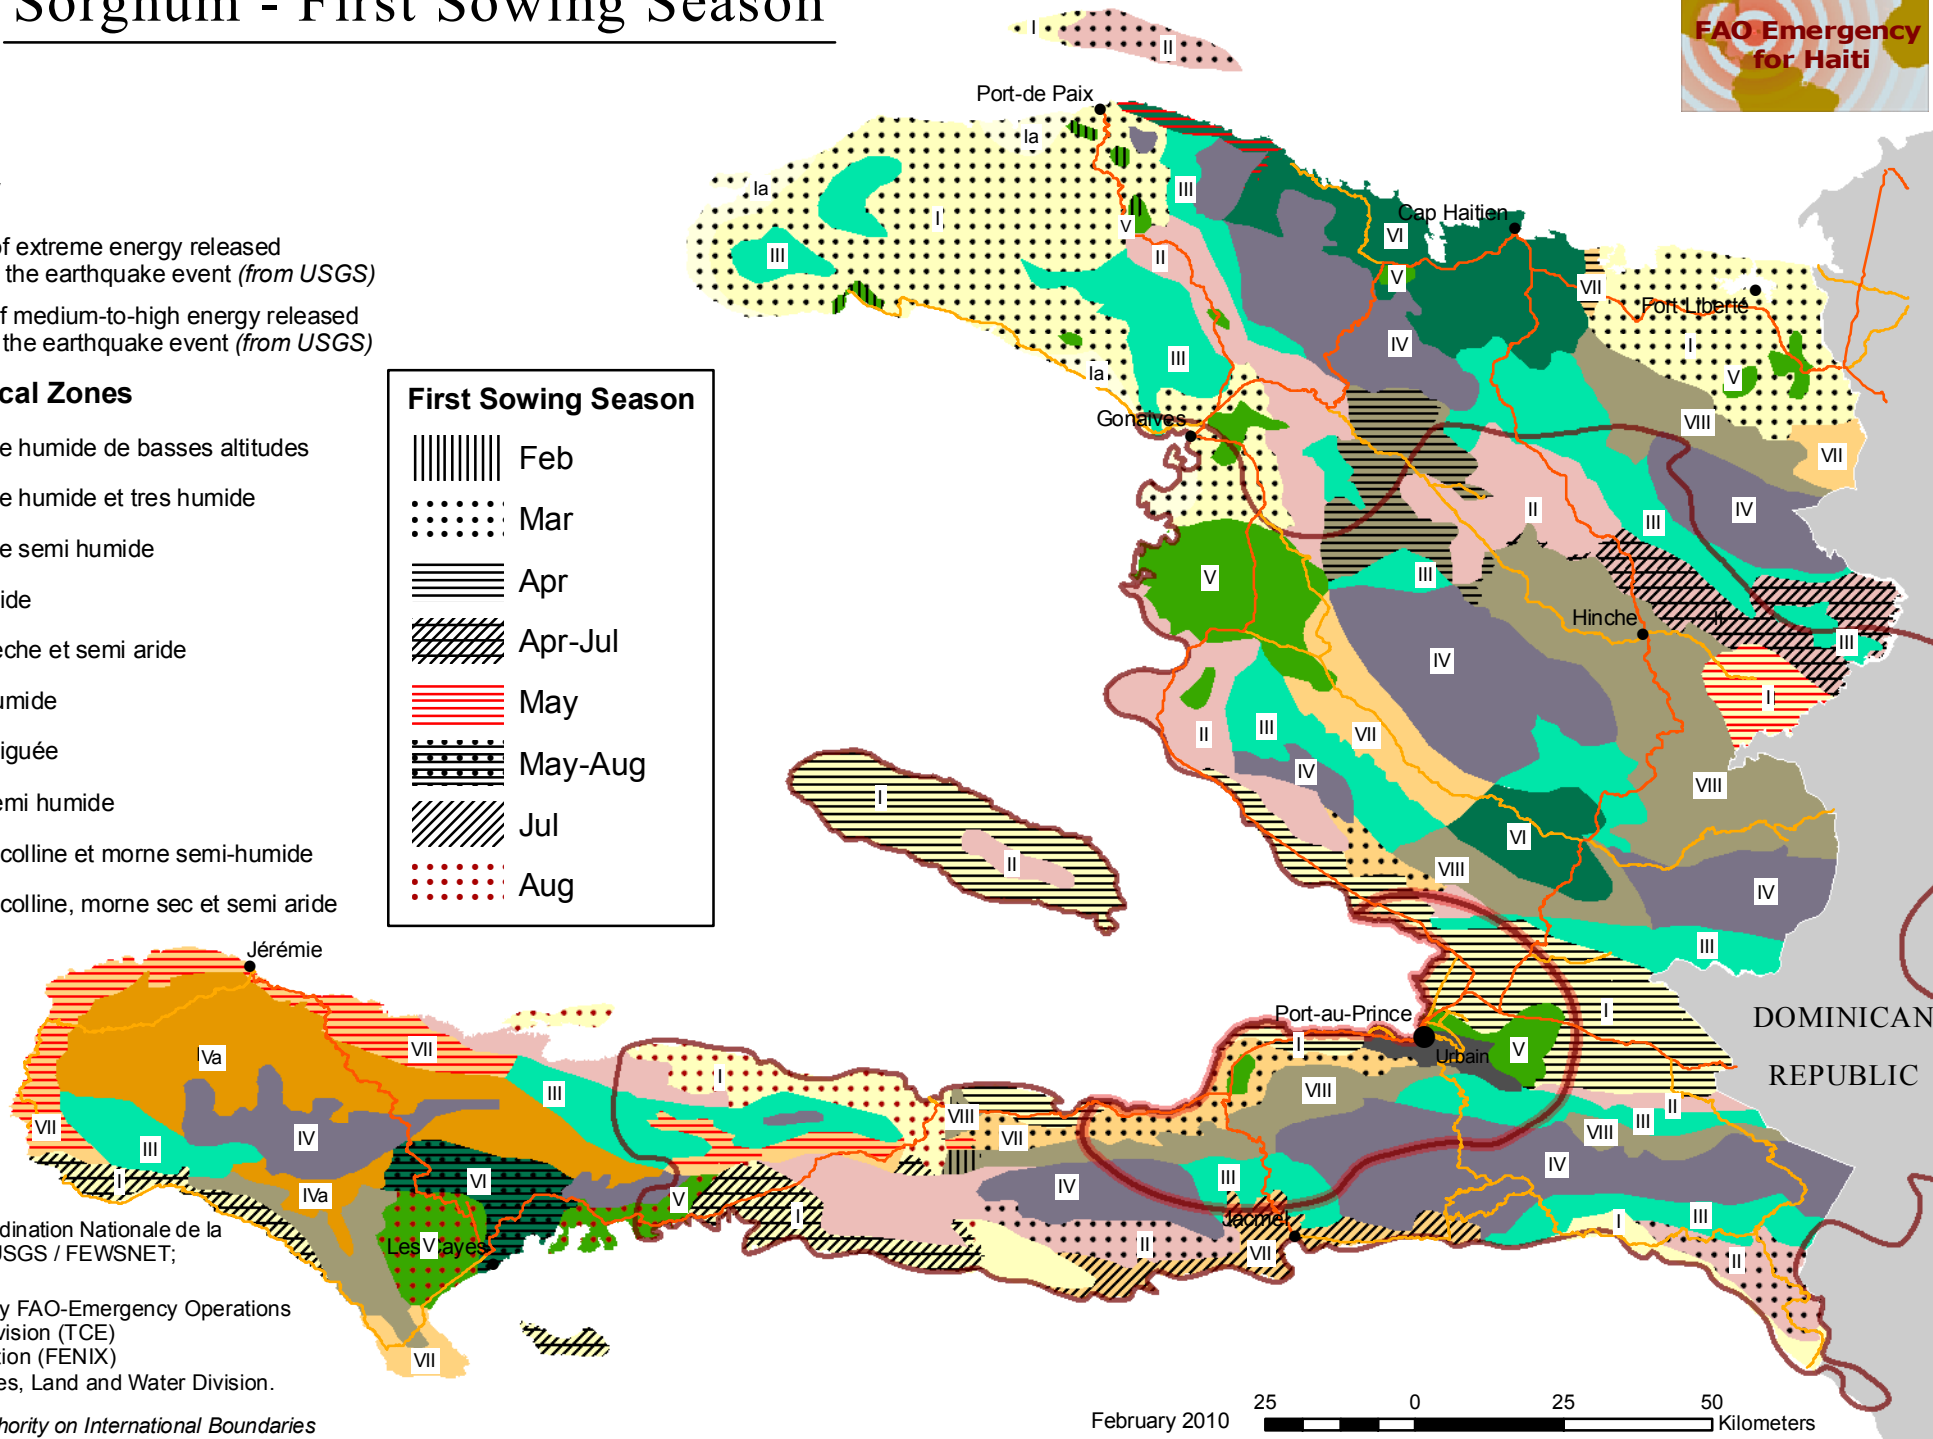 Sorghum - First Sowing Season
FAO Emergency
for Haiti
of extreme energy released
the earthquake event (from USGS)
f medium-to-high energy released
the earthquake event (from USGS)
cal Zones
e humide de basses altitudes
e humide et tres humide
e semi humide
ide
eche et semi aride
umide
iguée
emi humide
colline et morne semi-humide
colline, morne sec et semi aride
First Sowing Season
Feb
Mar
Apr
Apr-Jul
May
May-Aug
Jul
Aug
I
II
Port-de Paix
Ia
Ia
I
III
III
V
II
Cap Haitien
VI
V
VII
Fort Liberté
I
V
IV
III
Ia
Gonaives
VIII
VII
II
III
IV
V
III
Hinche
II
III
IV
I
II
III
VII
IV
VIII
I
II
VI
VIII
IV
III
Jérémie
DOMINICAN
REPUBLIC
Port-au-Prince
I
Urbain
V
I
IVa
VII
III
I
VIII
VII
VIII
II
III
VIII
VII
III
IV
I
IVa
VI
V
I
IV
III
IV
III
I
Jacmel
VII
II
II
Les Cayes
V
VII
rdination Nationale de la
USGS / FEWSNET;
y FAO-Emergency Operations
vision (TCE)
tion (FENIX)
es, Land and Water Division.
hority on International Boundaries
February 2010
25 0 25 50
Kilometers